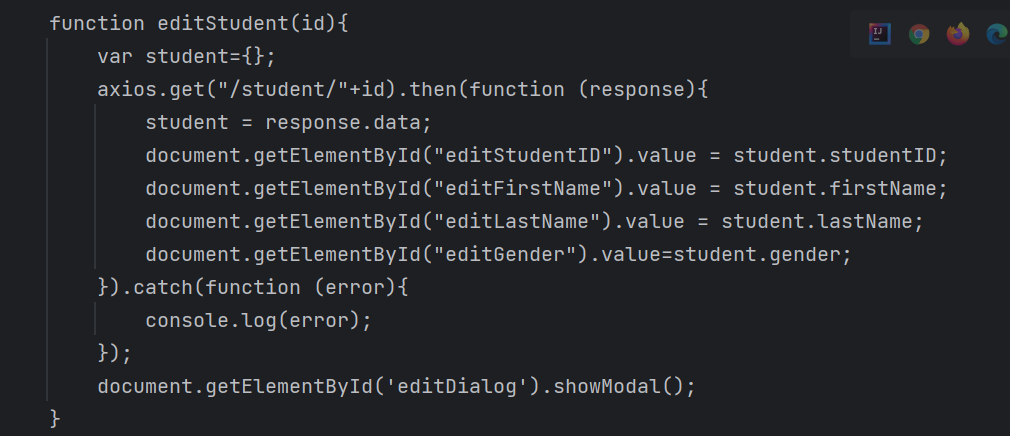 function editStudent(id){
    var student={};
    axios.get("/student/"+id).then(function (response){
        student = response.data;
        document.getElementById("editStudentID").value = student.studentID;
        document.getElementById("editFirstName").value = student.firstName;
        document.getElementById("editLastName").value = student.lastName;
        document.getElementById("editGender").value=student.gender;
    }).catch(function (error){
        console.log(error);
    });
    document.getElementById('editDialog').showModal();
}
IJ